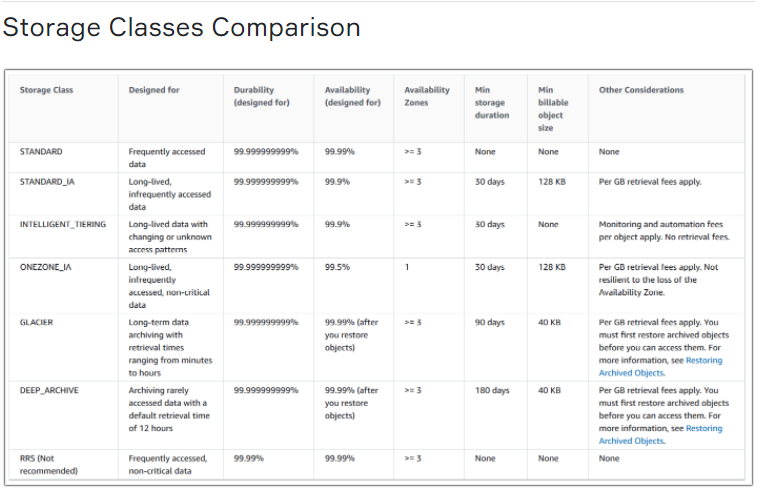 Storage Classes Comparison
Storage Class Designed for Durability (designed for) Availability (designed for) Availability Zones Min storage duration Min billable object size Other Considerations
STANDARD Frequently accessed data 99.999999999% 99.99% >= 3 None None None
STANDARD_IA Long-lived, infrequently accessed data 99.999999999% 99.9% >= 3 30 days 128 KB Per GB retrieval fees apply.
INTELLIGENT_TIERING Long-lived data with changing or unknown access patterns 99.999999999% 99.9% >= 3 30 days None Monitoring and automation fees per object apply. No retrieval fees.
ONEZONE_IA Long-lived, infrequently accessed, non-critical data 99.999999999% 99.5% 1 30 days 128 KB Per GB retrieval fees apply. Not resilient to the loss of the Availability Zone.
GLACIER Long-term data archiving with retrieval times ranging from minutes to hours 99.999999999% 99.99% (after you restore objects) >= 3 90 days 40 KB Per GB retrieval fees apply. You must first restore archived objects before you can access them. For more information, see Restoring Archived Objects.
DEEP_ARCHIVE Archiving rarely accessed data with a default retrieval time of 12 hours 99.999999999% 99.99% (after you restore objects) >= 3 180 days 40 KB Per GB retrieval fees apply. You must first restore archived objects before you can access them. For more information, see Restoring Archived Objects.
RRS (Not recommended) Frequently accessed, non-critical data 99.99% 99.99% >= 3 None None None